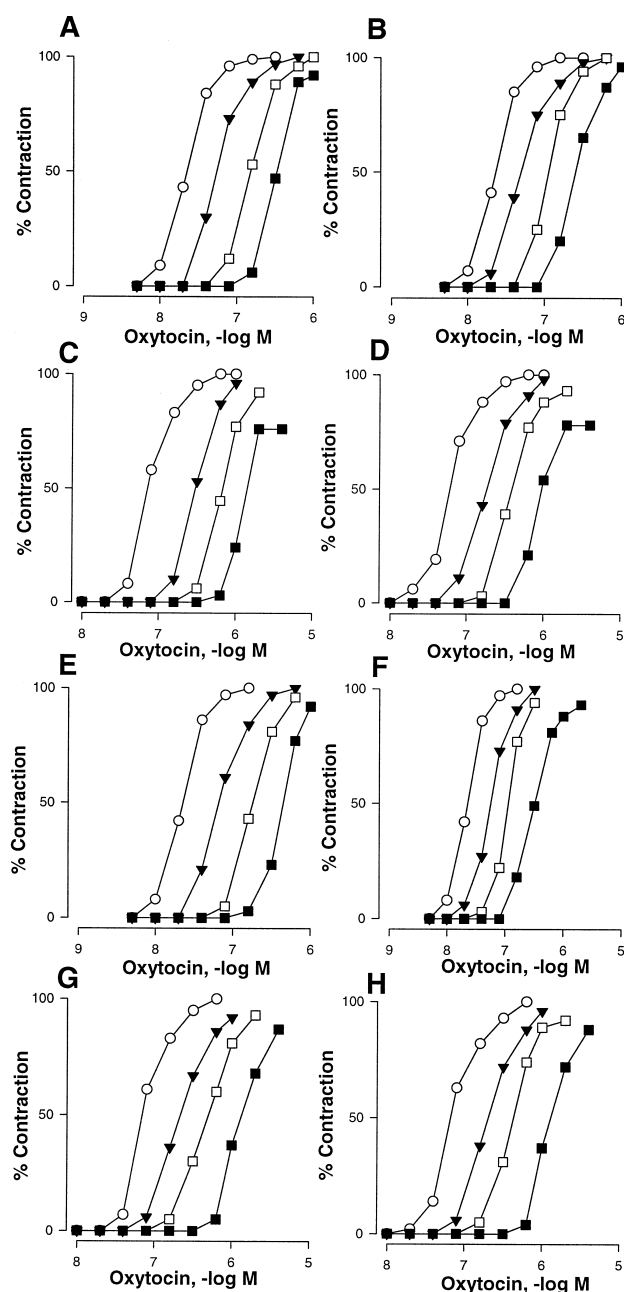 A B
100 100
50 50
0 0
% Contraction % Contraction
9 8 7 6 9 8 7 6
Oxytocin, -log M Oxytocin, -log M
C D
100 100
50 50
0 0
% Contraction % Contraction
8 7 6 5 8 7 6 5
Oxytocin, -log M Oxytocin, -log M
E F
100 100
50 50
0 0
% Contraction % Contraction
9 8 7 6 9 8 7 6 5
Oxytocin, -log M Oxytocin, -log M
G H
100 100
50 50
0 0
% Contraction % Contraction
8 7 6 5 8 7 6 5
Oxytocin, -log M Oxytocin, -log M